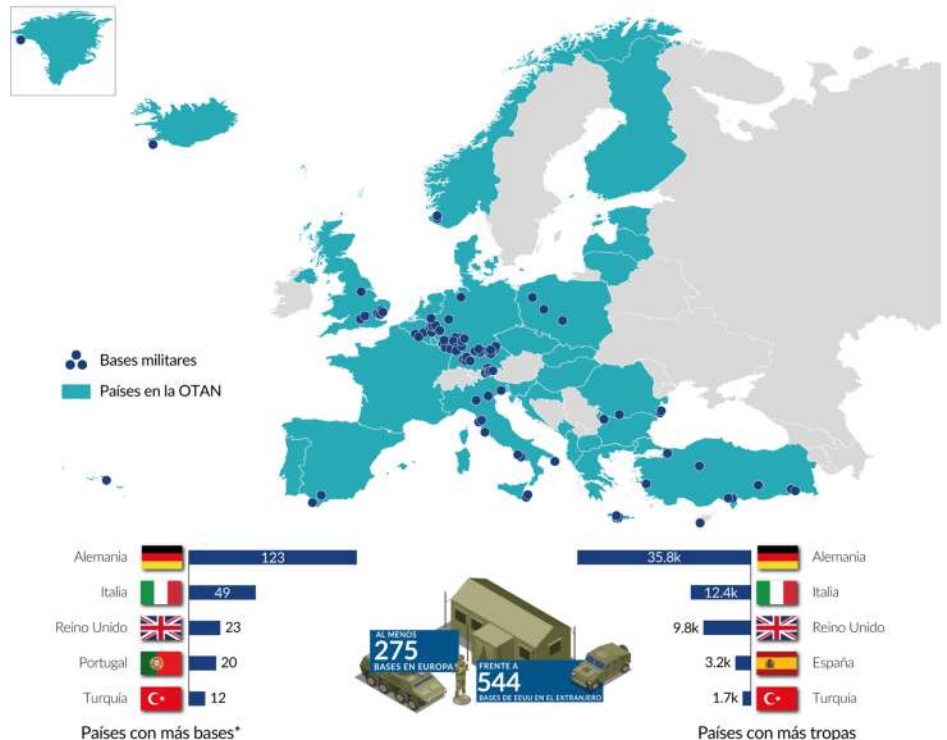 Bases militares
Países en la OTAN
Alemania 123
Italia 49
Reino Unido 23
Portugal 20
Turquía 12
Países con más bases*
AL MENOS
275
BASES EN EUROPA
FRENTE A
544
BASES DE EEUU EN EL EXTRANJERO
35.8k Alemania
12.4k Italia
9.8k Reino Unido
3.2k España
1.7k Turquía
Países con más tropas